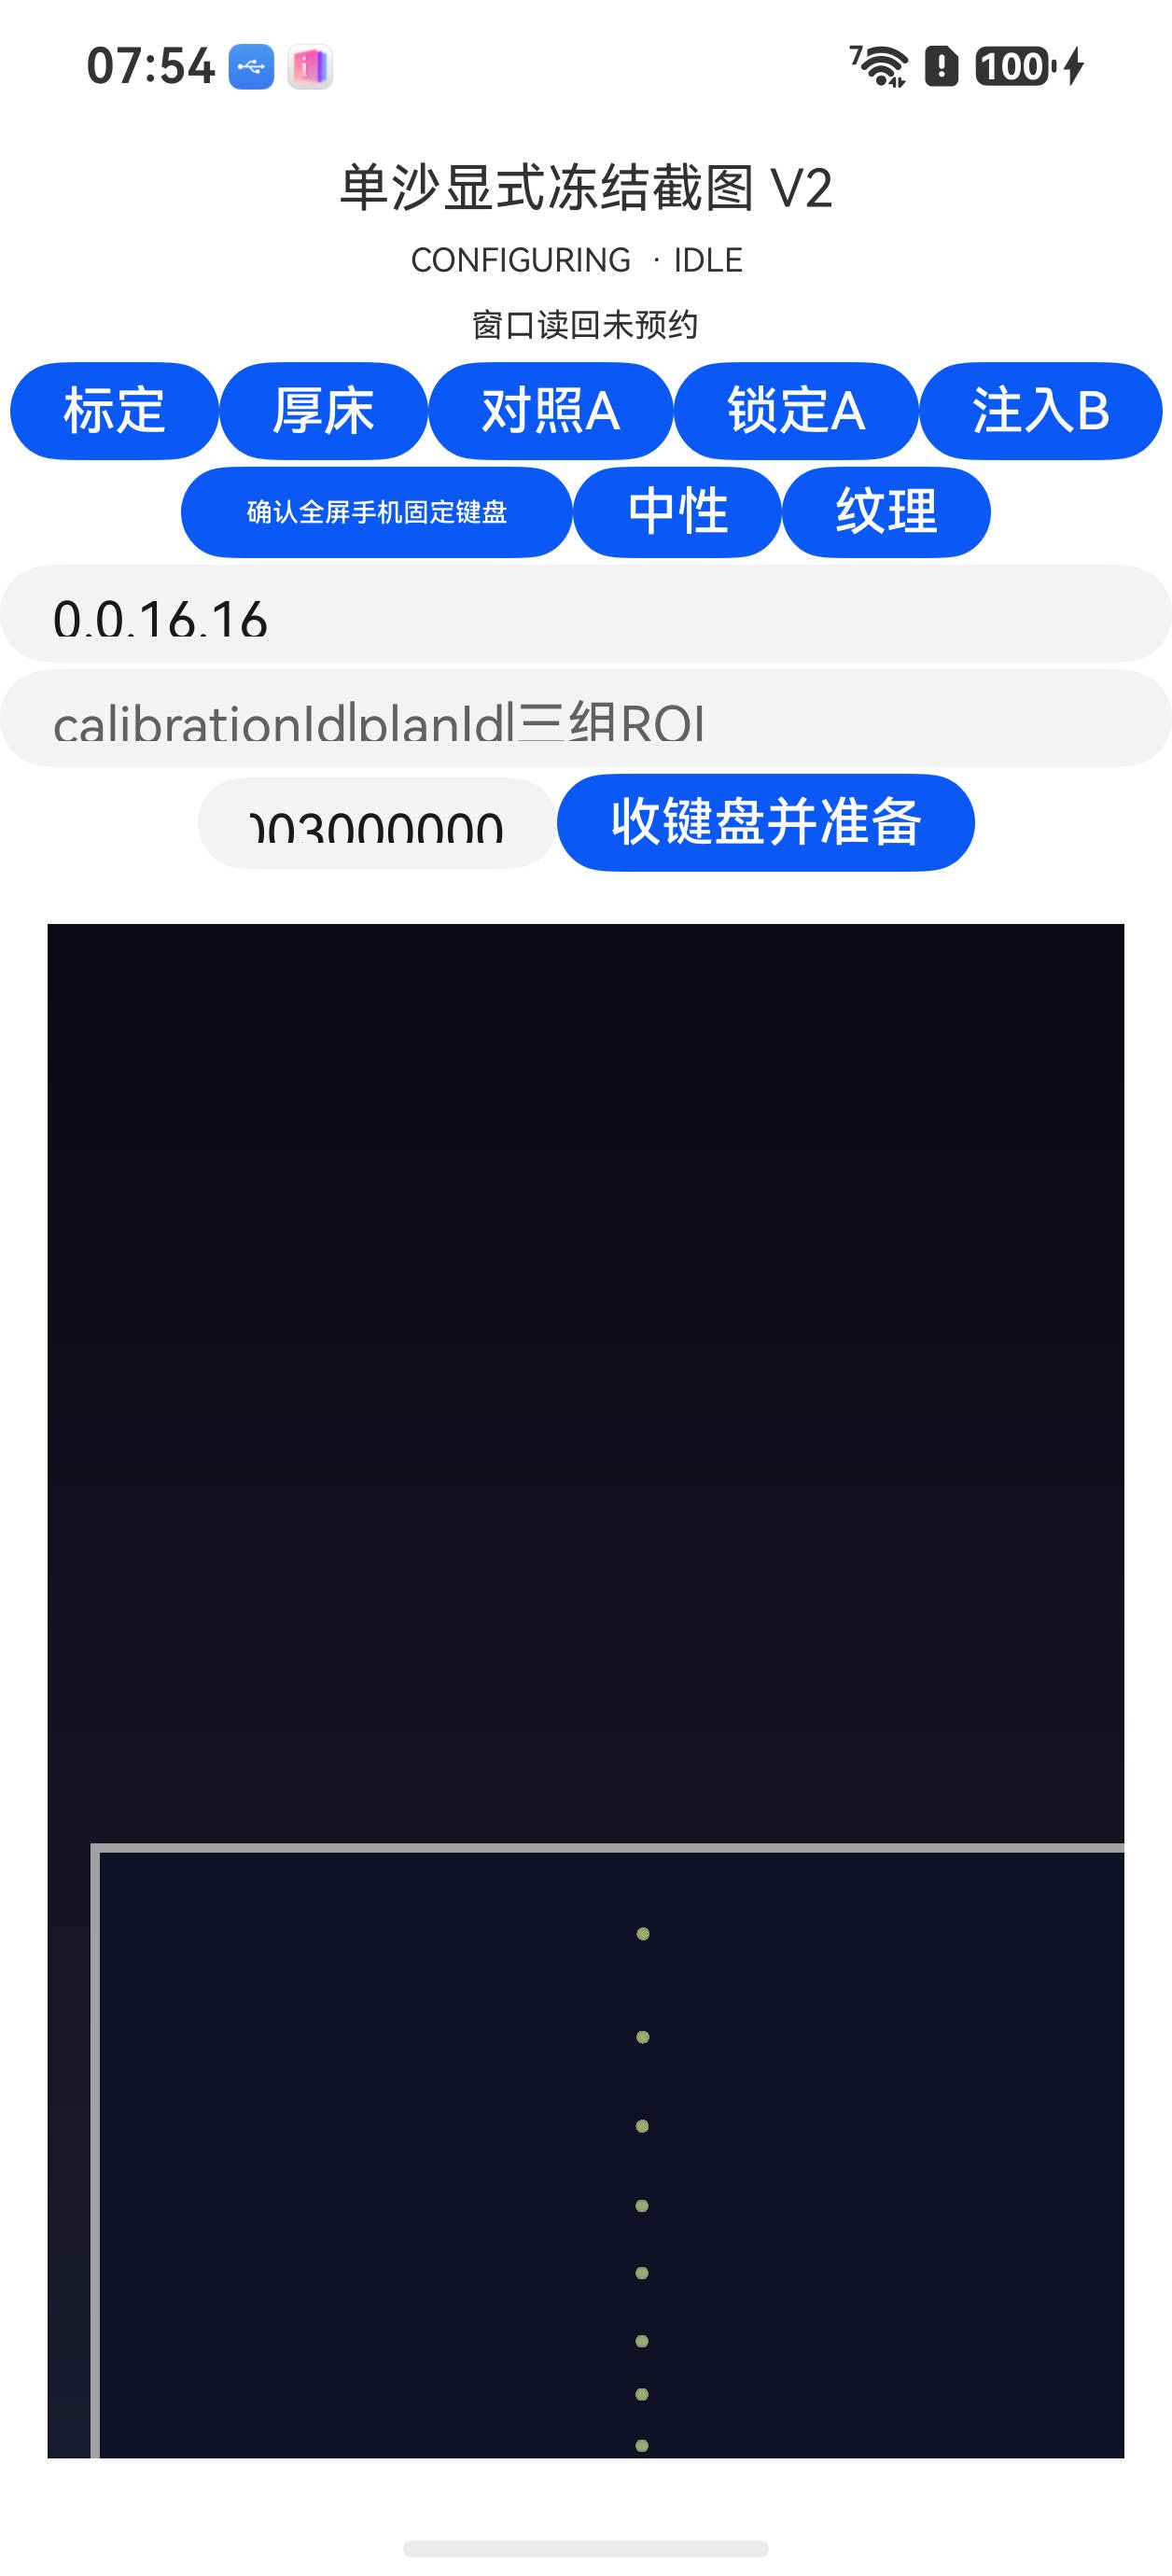 07:54 7 100
单沙显式冻结截图 V2
CONFIGURING · IDLE
窗口读回未预约
标定 厚床 对照A 锁定A 注入B
确认全屏手机固定键盘 中性 纹理
0.0.16.16
calibrationId|planId|三组ROI
003000000
收键盘并准备